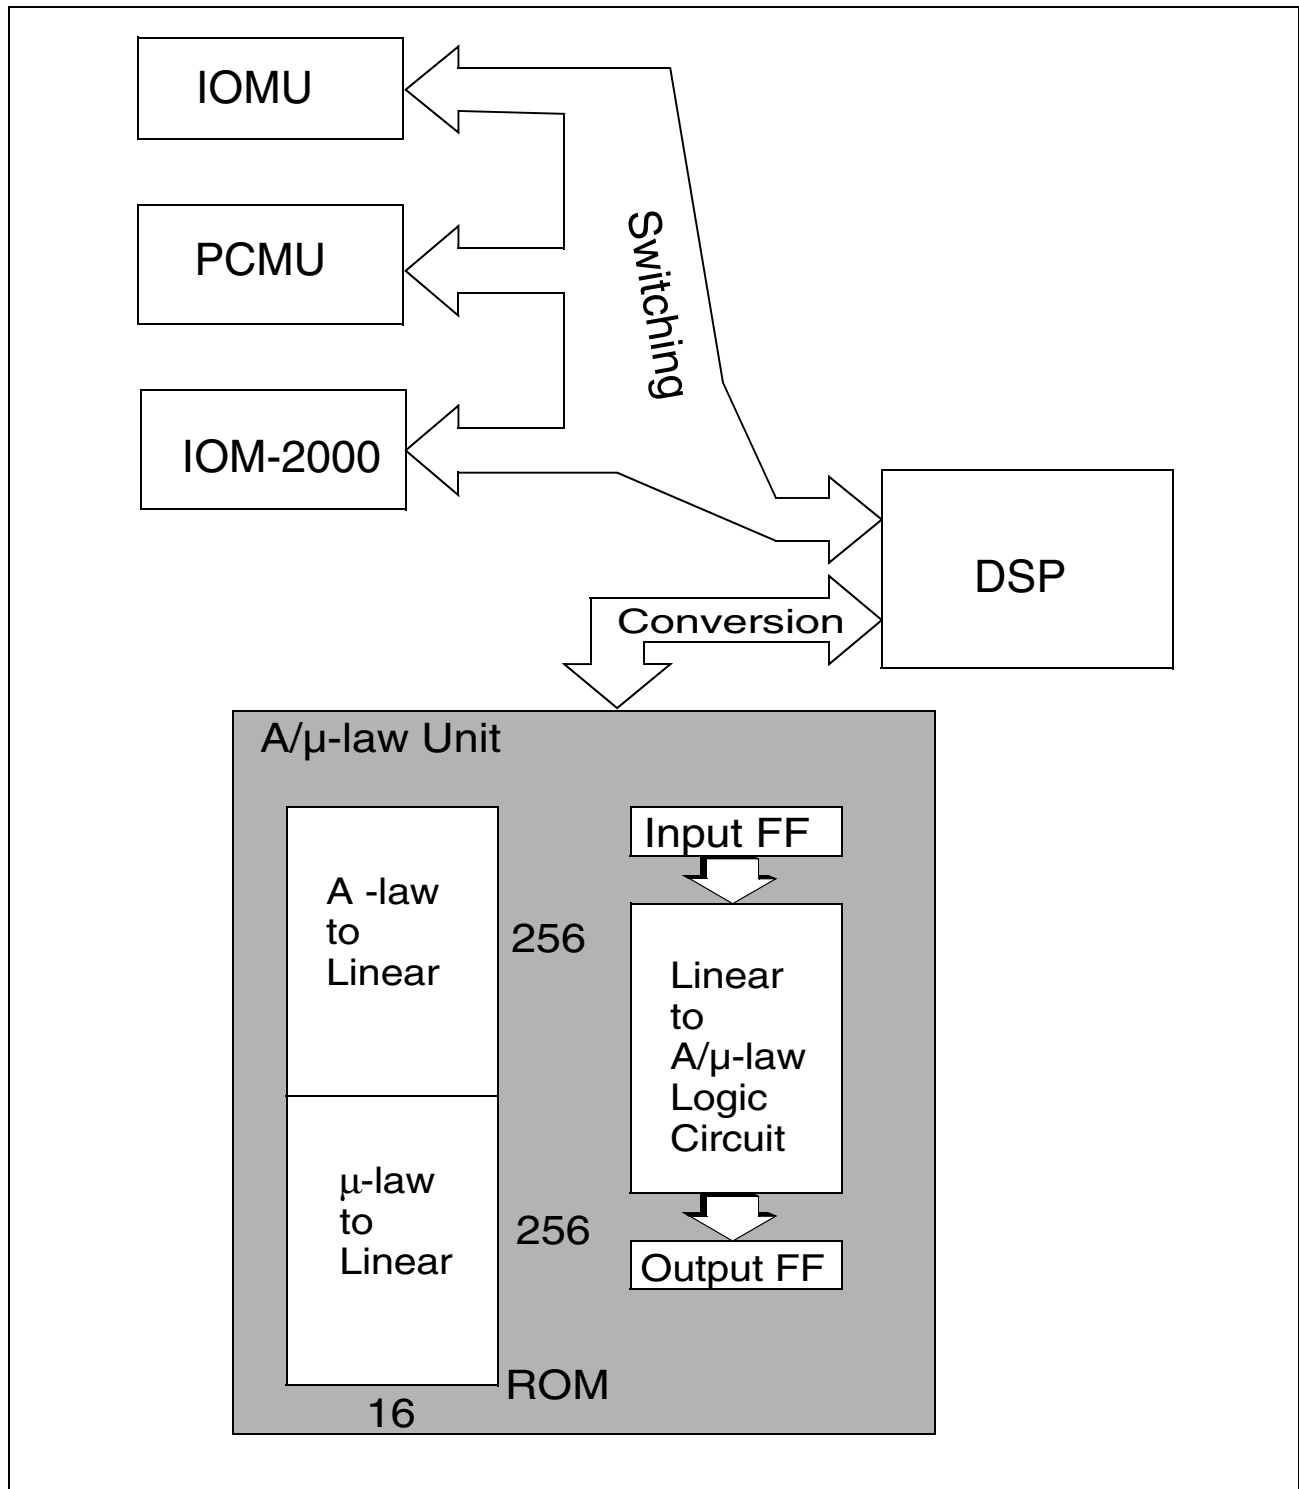 IOMU
PCMU
IOM-2000
Switching
DSP
Conversion
A/µ-law Unit
A -law
to
Linear
256
µ-law
to
Linear
256
16
ROM
Input FF
Linear
to
A/µ-law
Logic
Circuit
Output FF